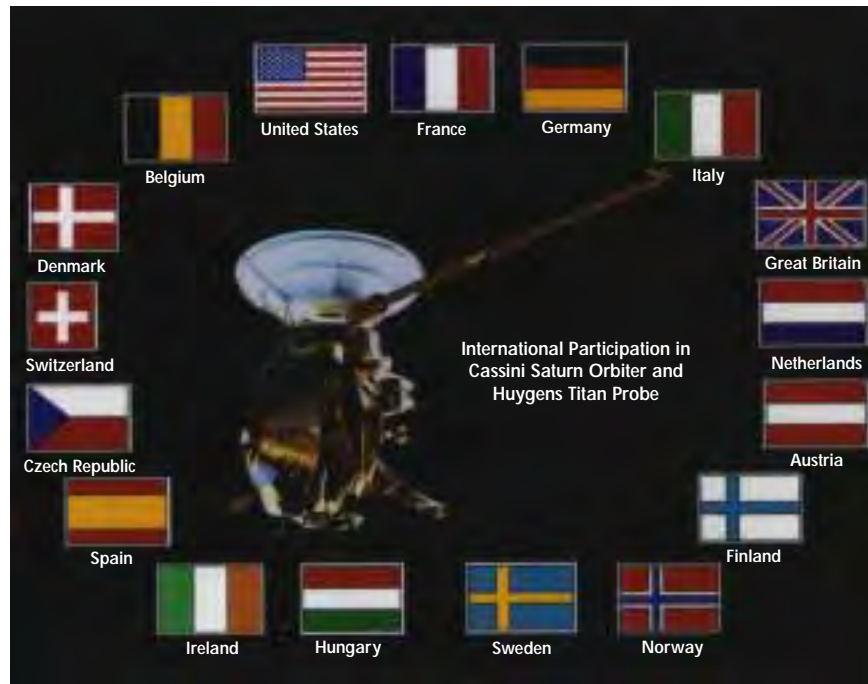 United States
France
Germany
Belgium
Italy
Denmark
Great Britain
Switzerland
International Participation in
Cassini Saturn Orbiter and
Huygens Titan Probe
Netherlands
Czech Republic
Austria
Spain
Finland
Ireland
Hungary
Sweden
Norway